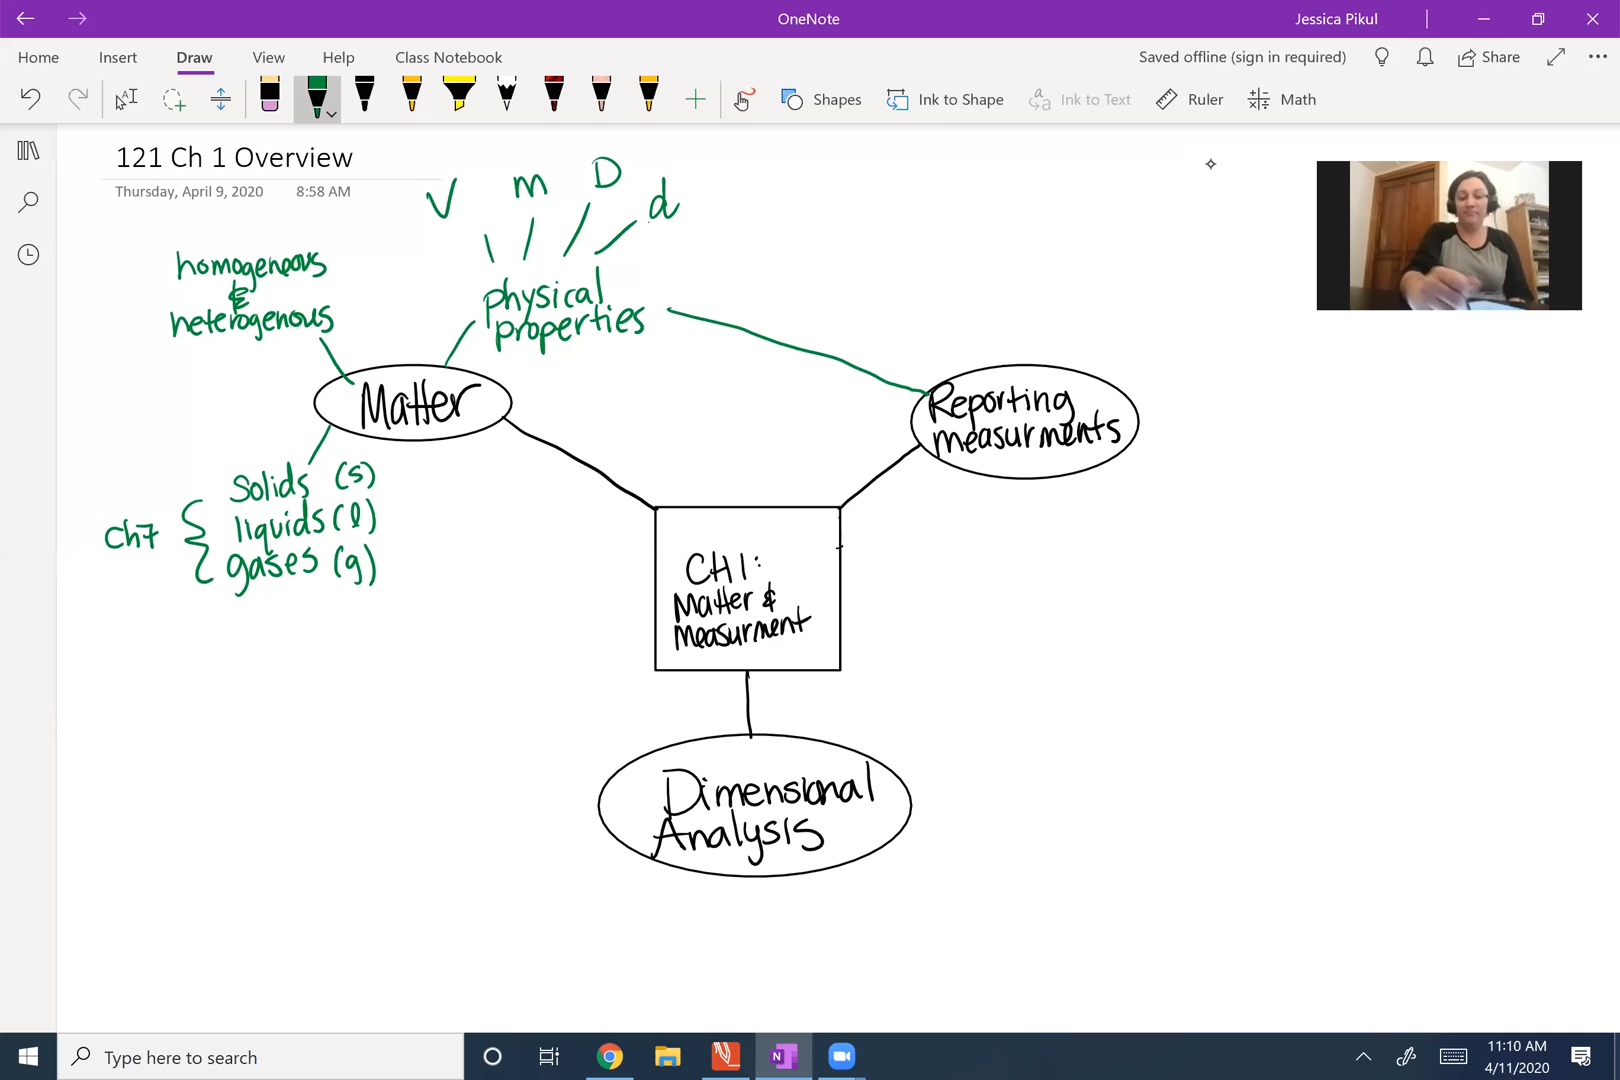 OneNote
Jessica Pikul
Home Insert Draw View Help Class Notebook
Saved offline (sign in required)
Share
Shapes
Ink to Shape
Ink to Text
Ruler
Math
121 Ch 1 Overview
Thursday, April 9, 2020 8:58 AM
V m D d
homogeneous
&
heterogenous
physical
properties
Matter
Reporting
measurments
Solids (s)
liquids (l)
gases (g)
Ch7
CH 1:
Matter &
Measurment
Dimensional
Analysis
Type here to search
11:10 AM
4/11/2020